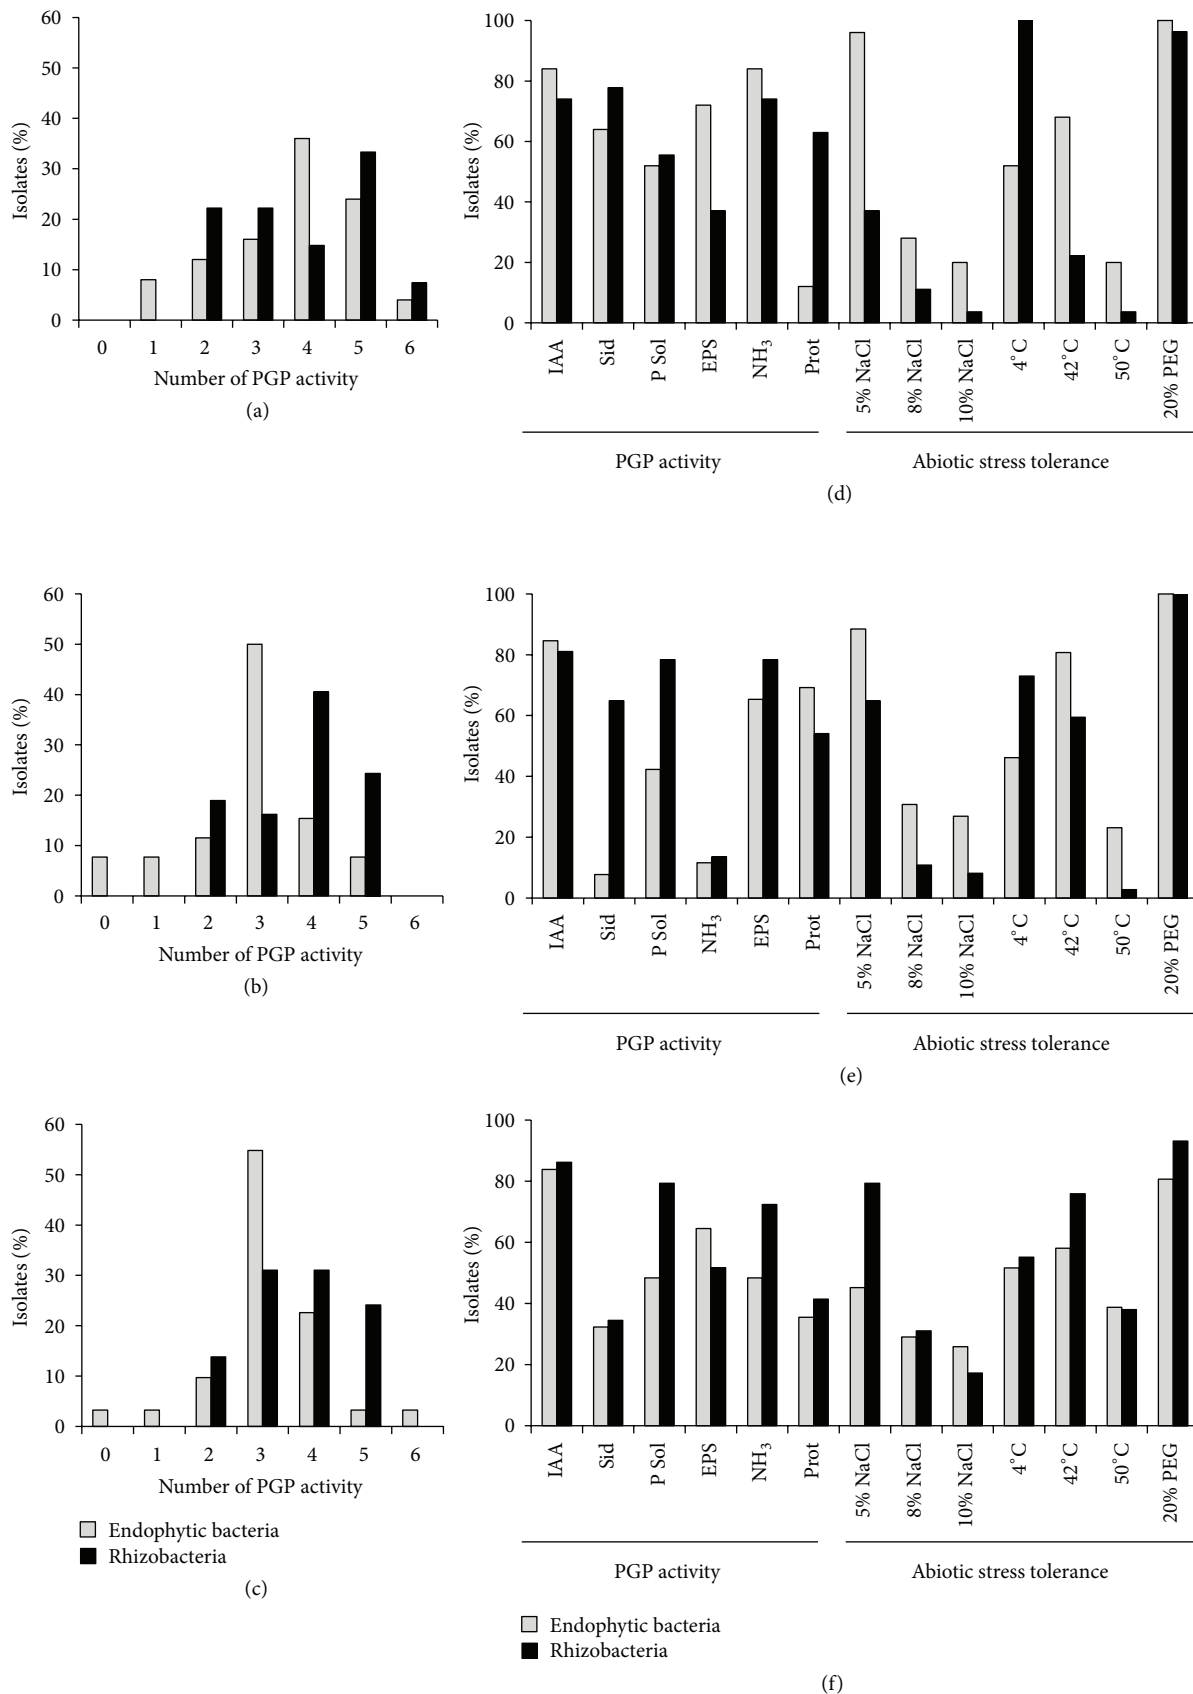 60
50
40
30
20
10
0
Isolates (%)
0 1 2 3 4 5 6
Number of PGP activity
(a)
100
80
60
40
20
0
Isolates (%)
IAA
Sid
P Sol
EPS
NH3
Prot
5% NaCl
8% NaCl
10% NaCl
4°C
42°C
50°C
20% PEG
PGP activity
Abiotic stress tolerance
(d)
60
50
40
30
20
10
0
Isolates (%)
0 1 2 3 4 5 6
Number of PGP activity
(b)
100
80
60
40
20
0
Isolates (%)
IAA
Sid
P Sol
NH3
EPS
Prot
5% NaCl
8% NaCl
10% NaCl
4°C
42°C
50°C
20% PEG
PGP activity
Abiotic stress tolerance
(e)
60
50
40
30
20
10
0
Isolates (%)
0 1 2 3 4 5 6
Number of PGP activity
Endophytic bacteria
Rhizobacteria
(c)
100
80
60
40
20
0
Isolates (%)
IAA
Sid
P Sol
EPS
NH3
Prot
5% NaCl
8% NaCl
10% NaCl
4°C
42°C
50°C
20% PEG
PGP activity
Abiotic stress tolerance
Endophytic bacteria
Rhizobacteria
(f)